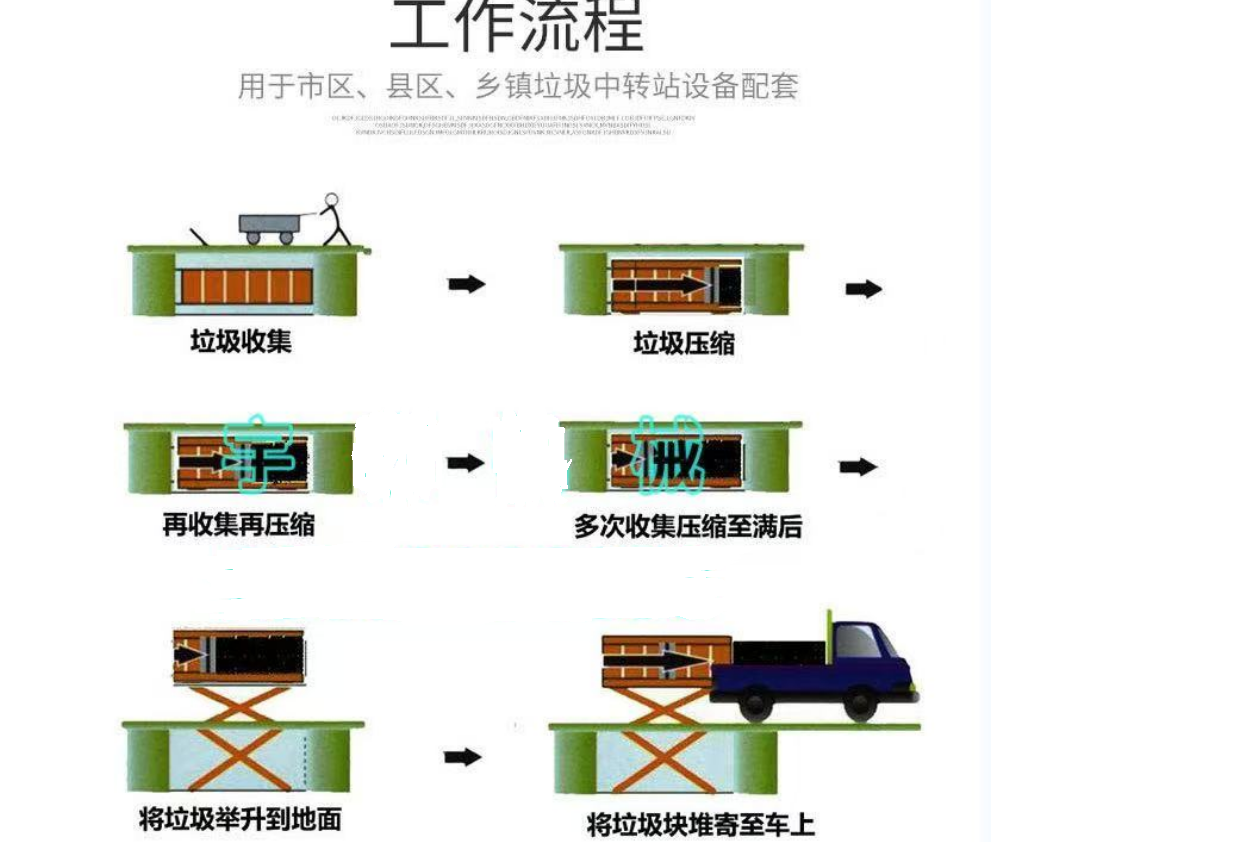 工作流程
用于市区、县区、乡镇垃圾中转站设备配套
垃圾收集
垃圾压缩
宇
械
再收集再压缩
多次收集压缩至满后
将垃圾举升到地面
将垃圾块堆寄至车上